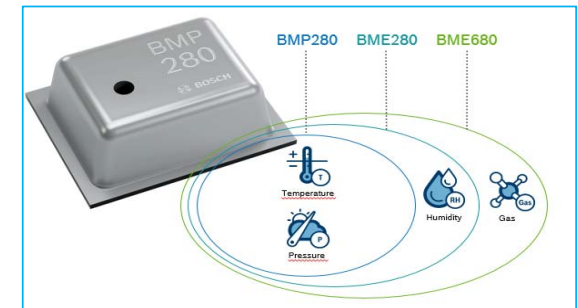 BMP
280
BOSCH
BMP280 BME280 BME680
T
Temperature
P
Pressure
RH
Humidity
Gas
Gas